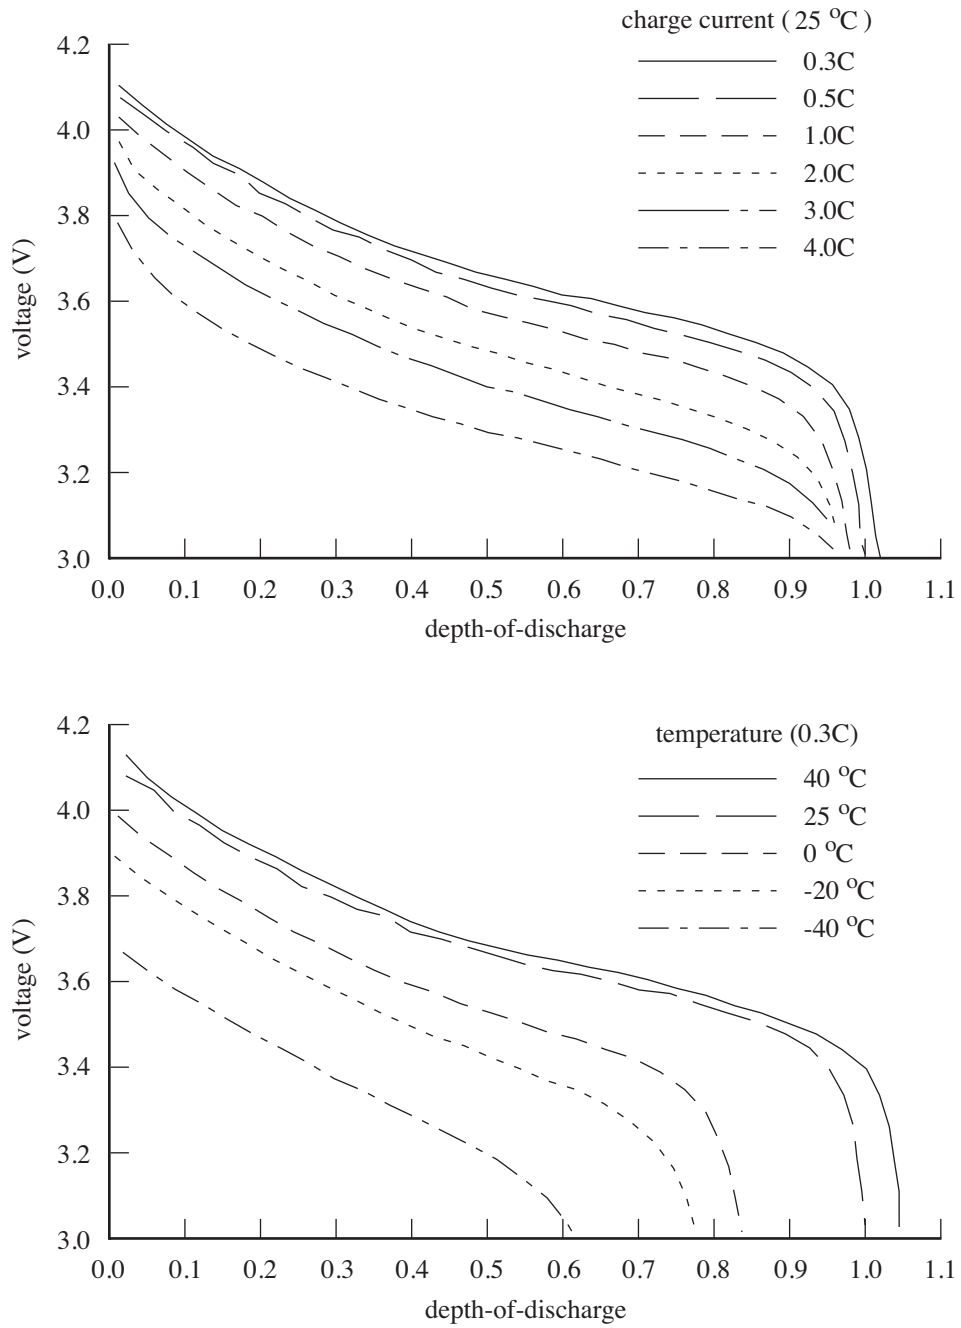 charge current ( 25 °C )
0.3C
0.5C
1.0C
2.0C
3.0C
4.0C
4.2
4.0
3.8
3.6
3.4
3.2
3.0
voltage (V)
0.0 0.1 0.2 0.3 0.4 0.5 0.6 0.7 0.8 0.9 1.0 1.1
depth-of-discharge
temperature (0.3C)
40 °C
25 °C
0 °C
-20 °C
-40 °C
4.2
4.0
3.8
3.6
3.4
3.2
3.0
voltage (V)
0.0 0.1 0.2 0.3 0.4 0.5 0.6 0.7 0.8 0.9 1.0 1.1
depth-of-discharge